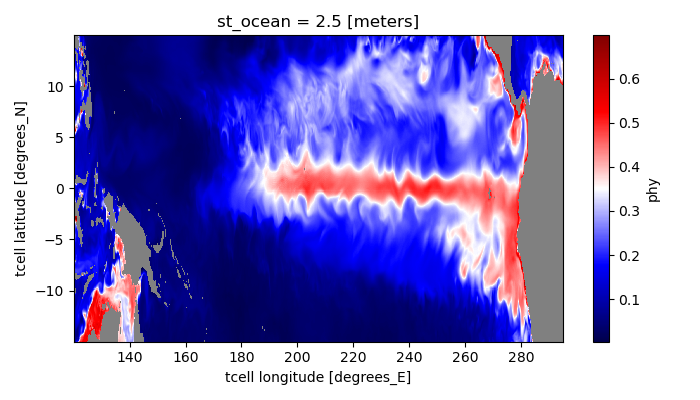 st_ocean = 2.5 [meters]
10
5
0
−5
−10
tcell latitude [degrees_N]
140 160 180 200 220 240 260 280
tcell longitude [degrees_E]
0.6
0.5
0.4
0.3
0.2
0.1
phy